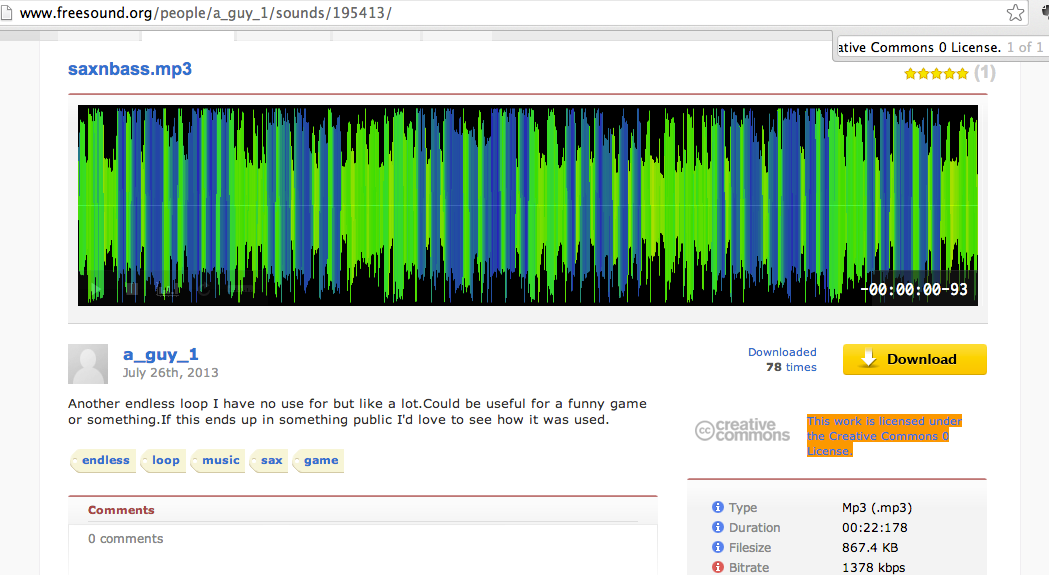 www.freesound.org/people/a_guy_1/sounds/195413/
ative Commons 0 License. 1 of 1
saxnbass.mp3
(1)
-00:00:00-93
a_guy_1
July 26th, 2013
Downloaded
78 times
Download
Another endless loop I have no use for but like a lot.Could be useful for a funny game
or something.If this ends up in something public I'd love to see how it was used.
cc creative
commons
This work is licensed under
the Creative Commons 0
License.
endless loop music sax game
Comments
0 comments
Type Mp3 (.mp3)
Duration 00:22:178
Filesize 867.4 KB
Bitrate 1378 kbps